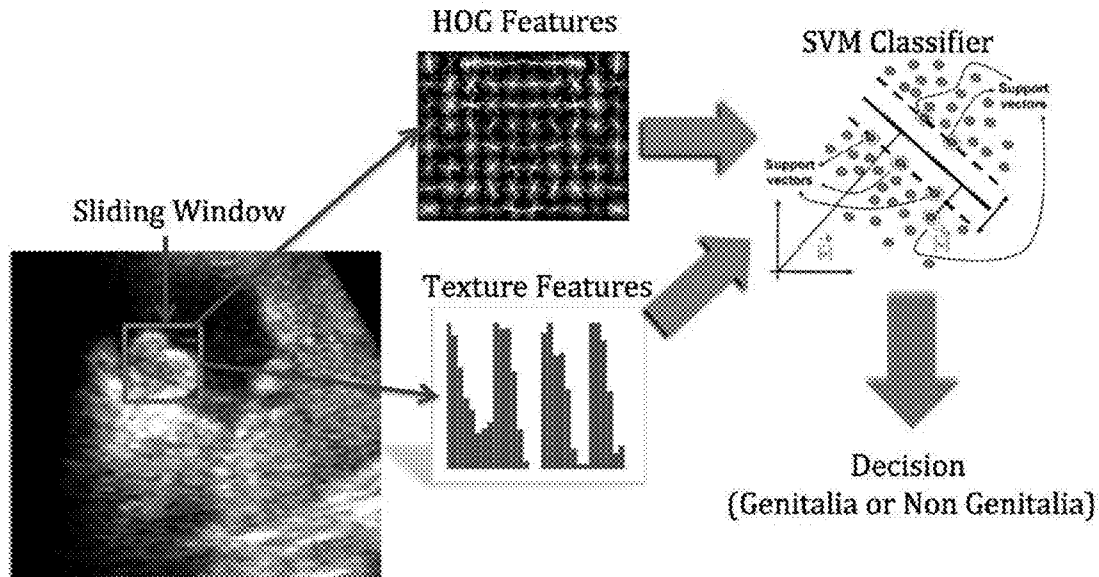 HOG Features
SVM Classifier
Support
vectors
Support
vectors
Sliding Window
Texture Features
Decision
(Genitalia or Non Genitalia)